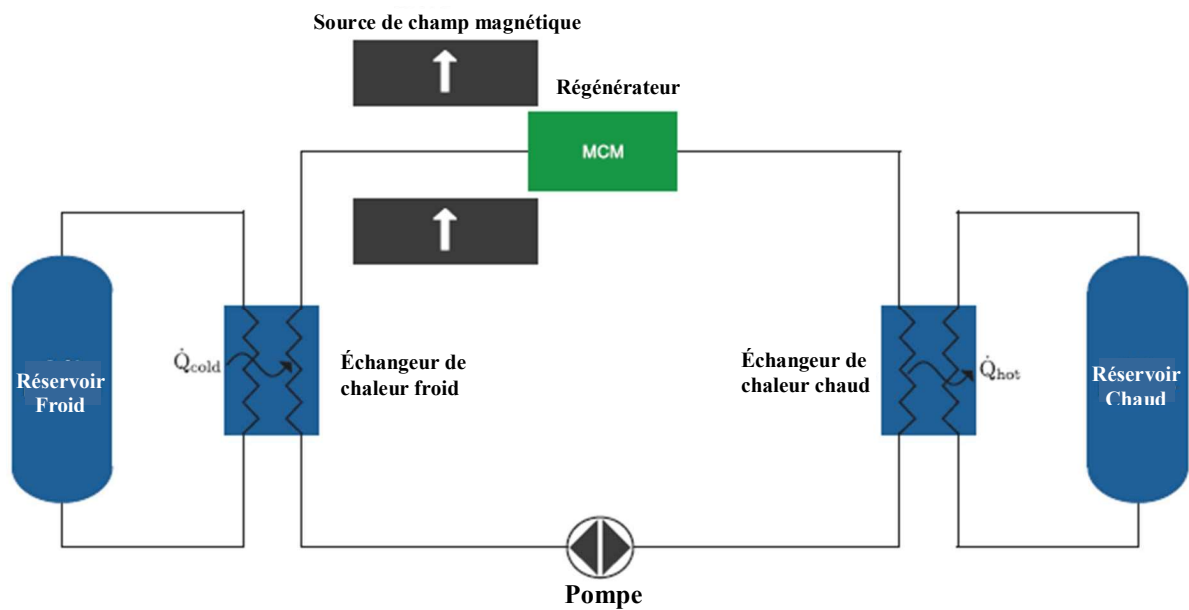 Source de champ magnétique
Régénérateur
MCM
Q̇cold
Échangeur de
chaleur froid
Échangeur de
chaleur chaud
Q̇hot
Réservoir
Froid
Réservoir
Chaud
Pompe